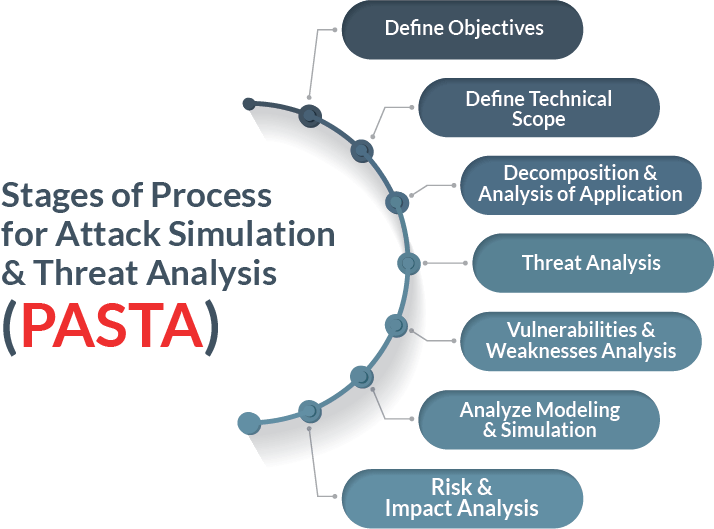 Stages of Process
for Attack Simulation
& Threat Analysis
(PASTA)
Define Objectives
Define Technical
Scope
Decomposition &
Analysis of Application
Threat Analysis
Vulnerabilities &
Weaknesses Analysis
Analyze Modeling
& Simulation
Risk &
Impact Analysis